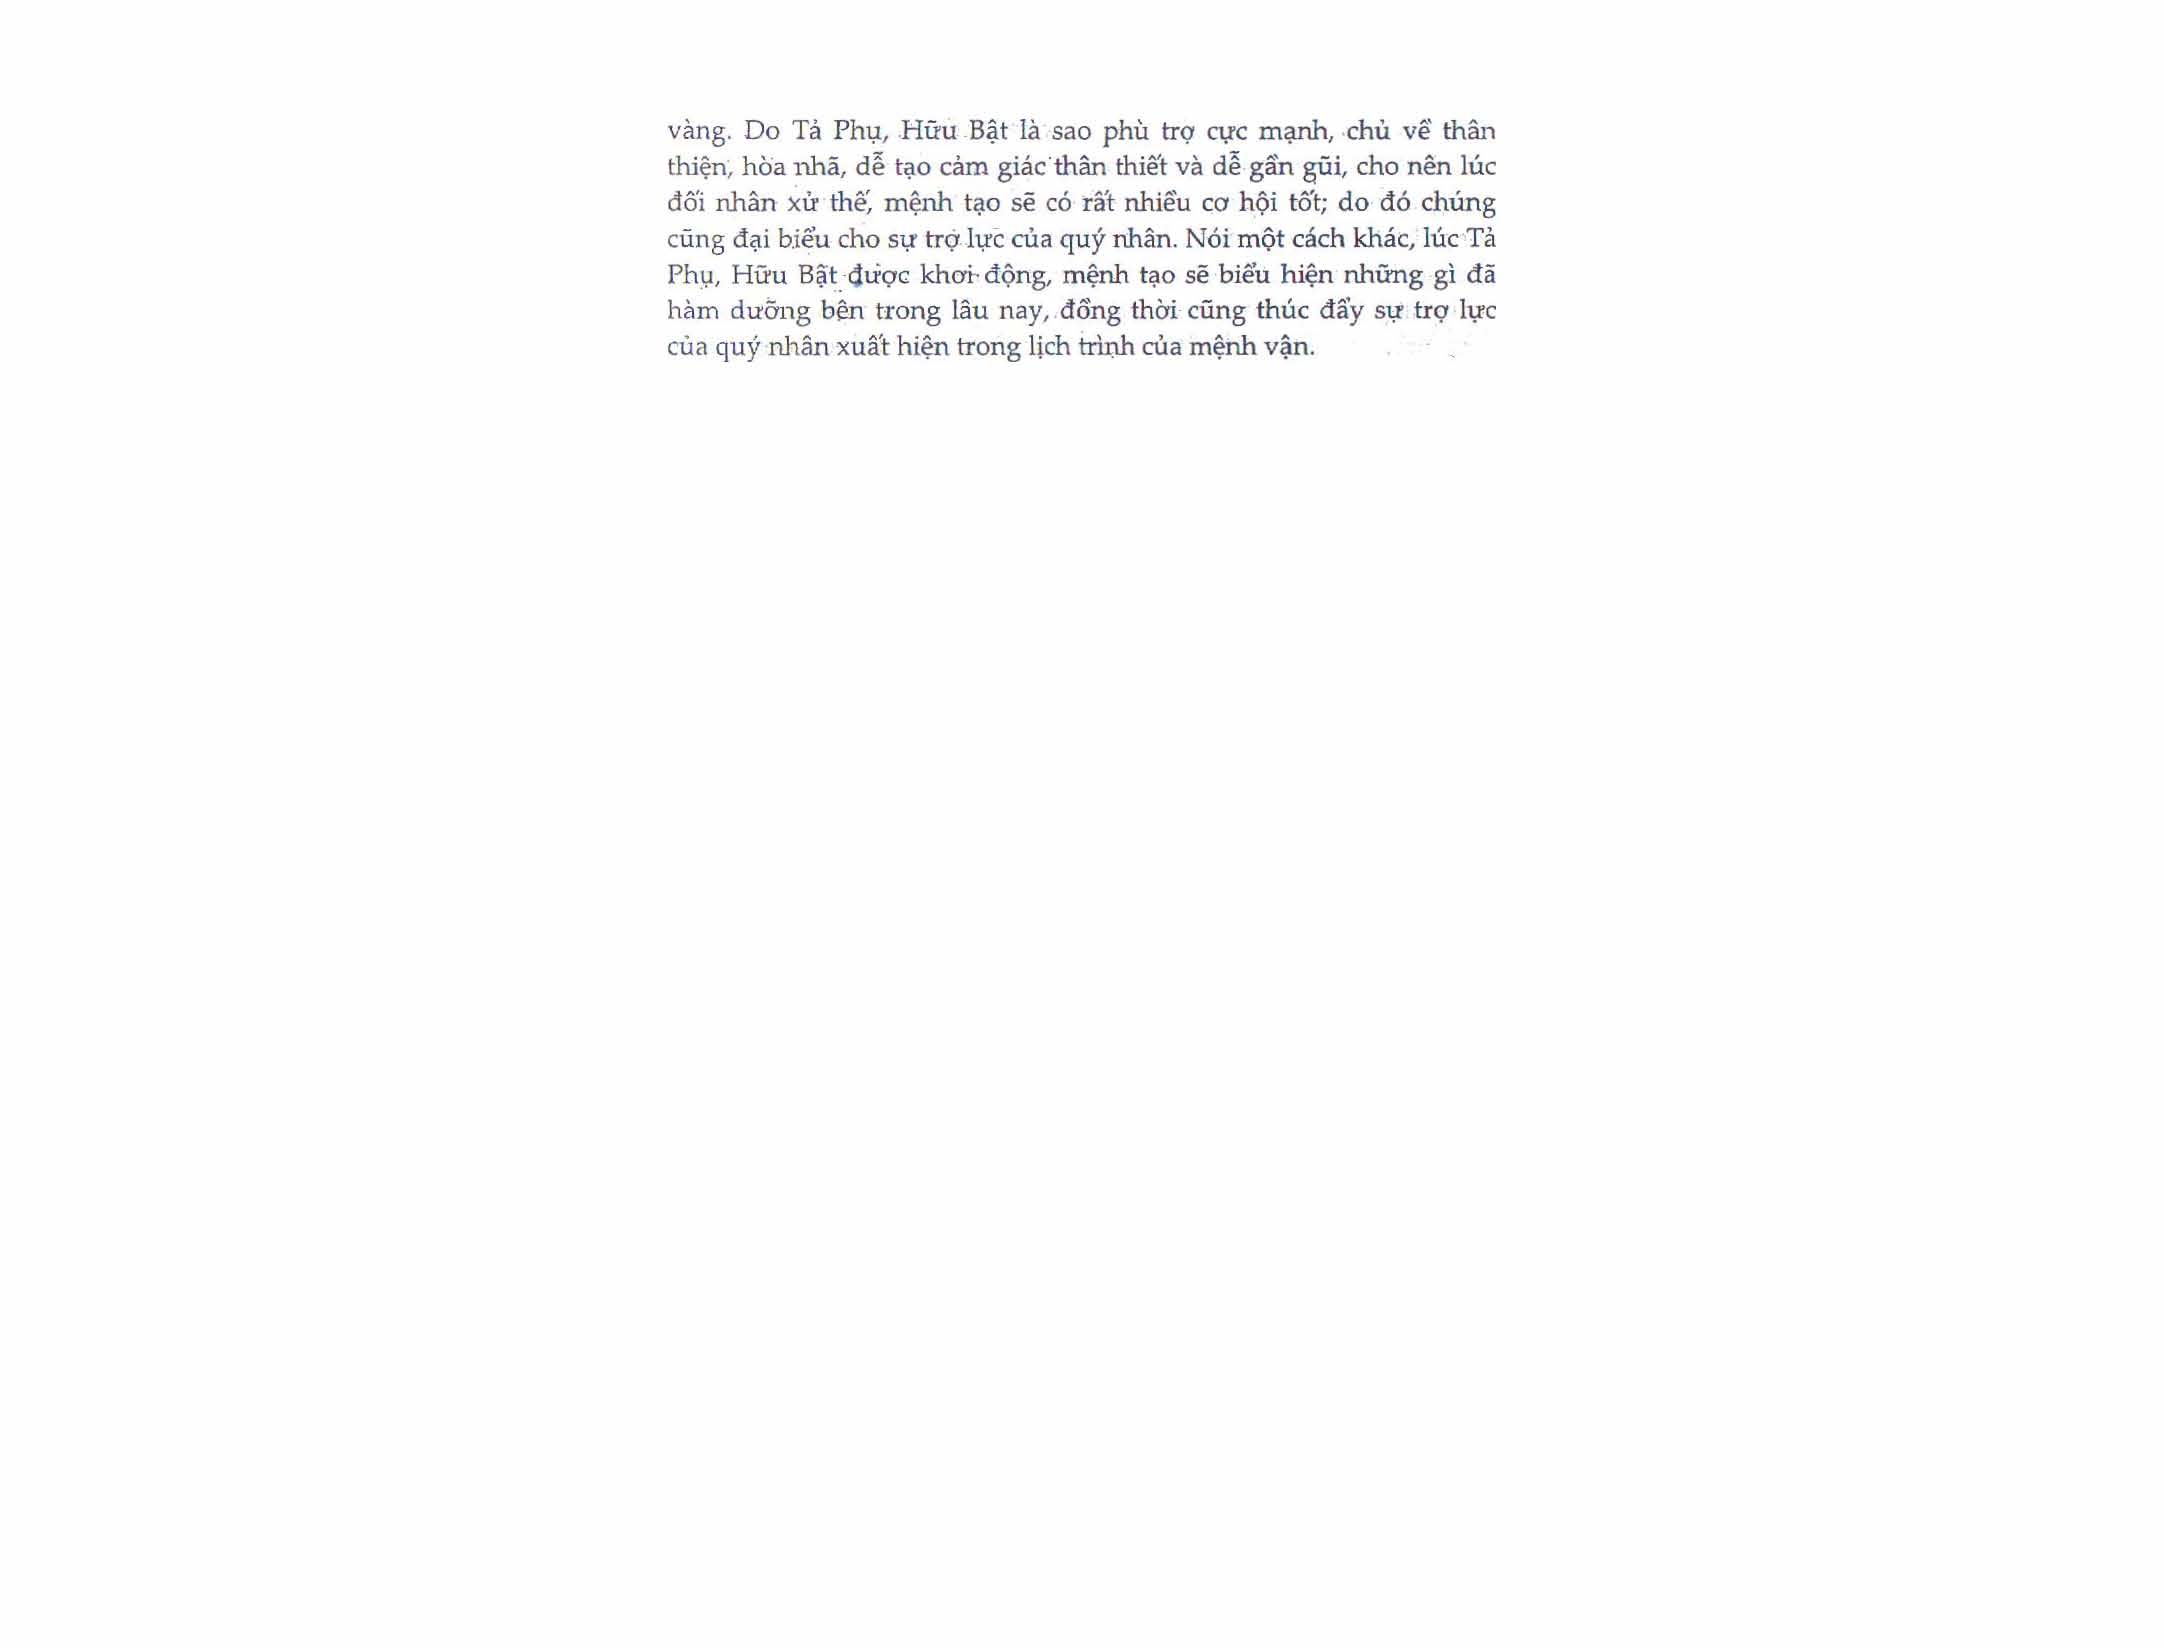 vàng. Do Tả Phụ, Hữu Bật là sao phù trợ cực mạnh, chủ về thân
thiện, hòa nhã, dễ tạo cảm giác thân thiết và dễ gần gũi, cho nên lúc
đối nhân xử thế, mệnh tạo sẽ có rất nhiều cơ hội tốt; do đó chúng
cũng đại biểu cho sự trợ lực của quý nhân. Nói một cách khác, lúc Tả
Phụ, Hữu Bật được khơi động, mệnh tạo sẽ biểu hiện những gì đã
hàm dưỡng bên trong lâu nay, đồng thời cũng thúc đẩy sự trợ lực
của quý nhân xuất hiện trong lịch trình của mệnh vận.